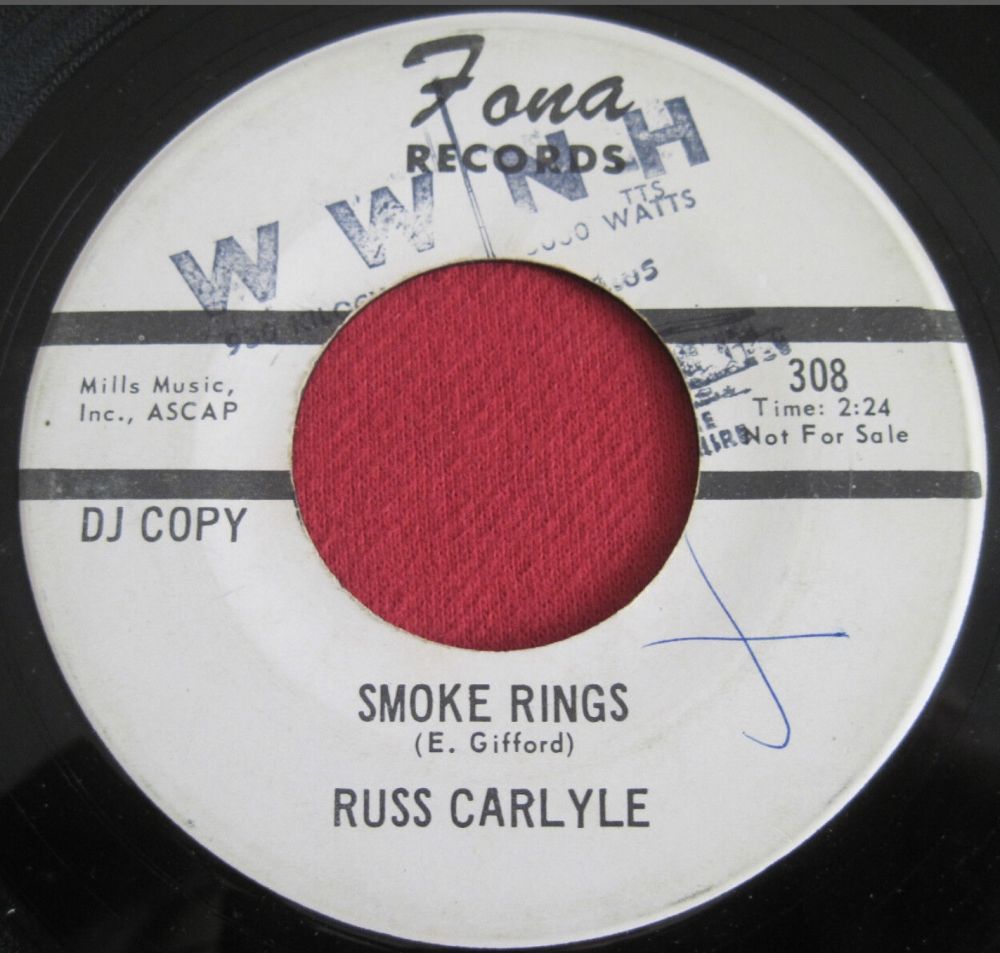 Fona
RECORDS
WWNH
WATTS
Mills Music,
Inc., ASCAP
308
Time: 2:24
Not For Sale
DJ COPY
SMOKE RINGS
(E. Gifford)
RUSS CARLYLE